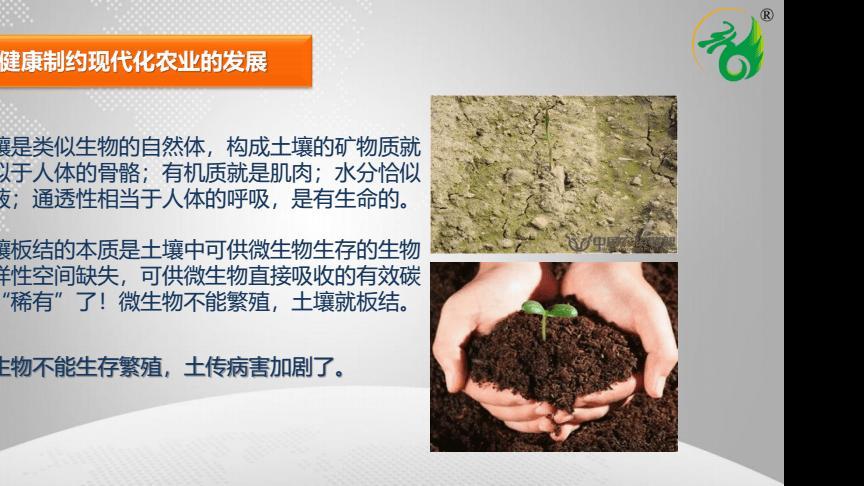 健康制约现代化农业的发展
®
壤是类似生物的自然体，构成土壤的矿物质就
似于人体的骨骼；有机质就是肌肉；水分恰似
液；通透性相当于人体的呼吸，是有生命的。
壤板结的本质是土壤中可供微生物生存的生物
样性空间缺失，可供微生物直接吸收的有效碳
“稀有”了！微生物不能繁殖，土壤就板结。
生物不能生存繁殖，土传病害加剧了。